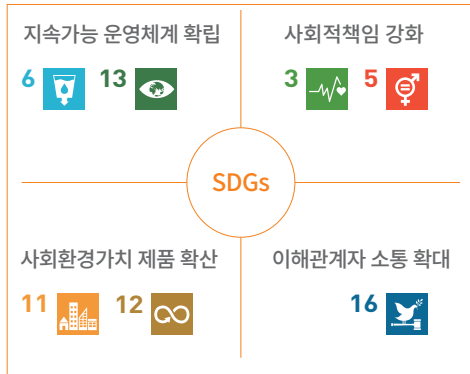 지속가능 운영체계 확립
6 13
사회적책임 강화
3 5
SDGs
사회환경가치 제품 확산
11 12
이해관계자 소통 확대
16